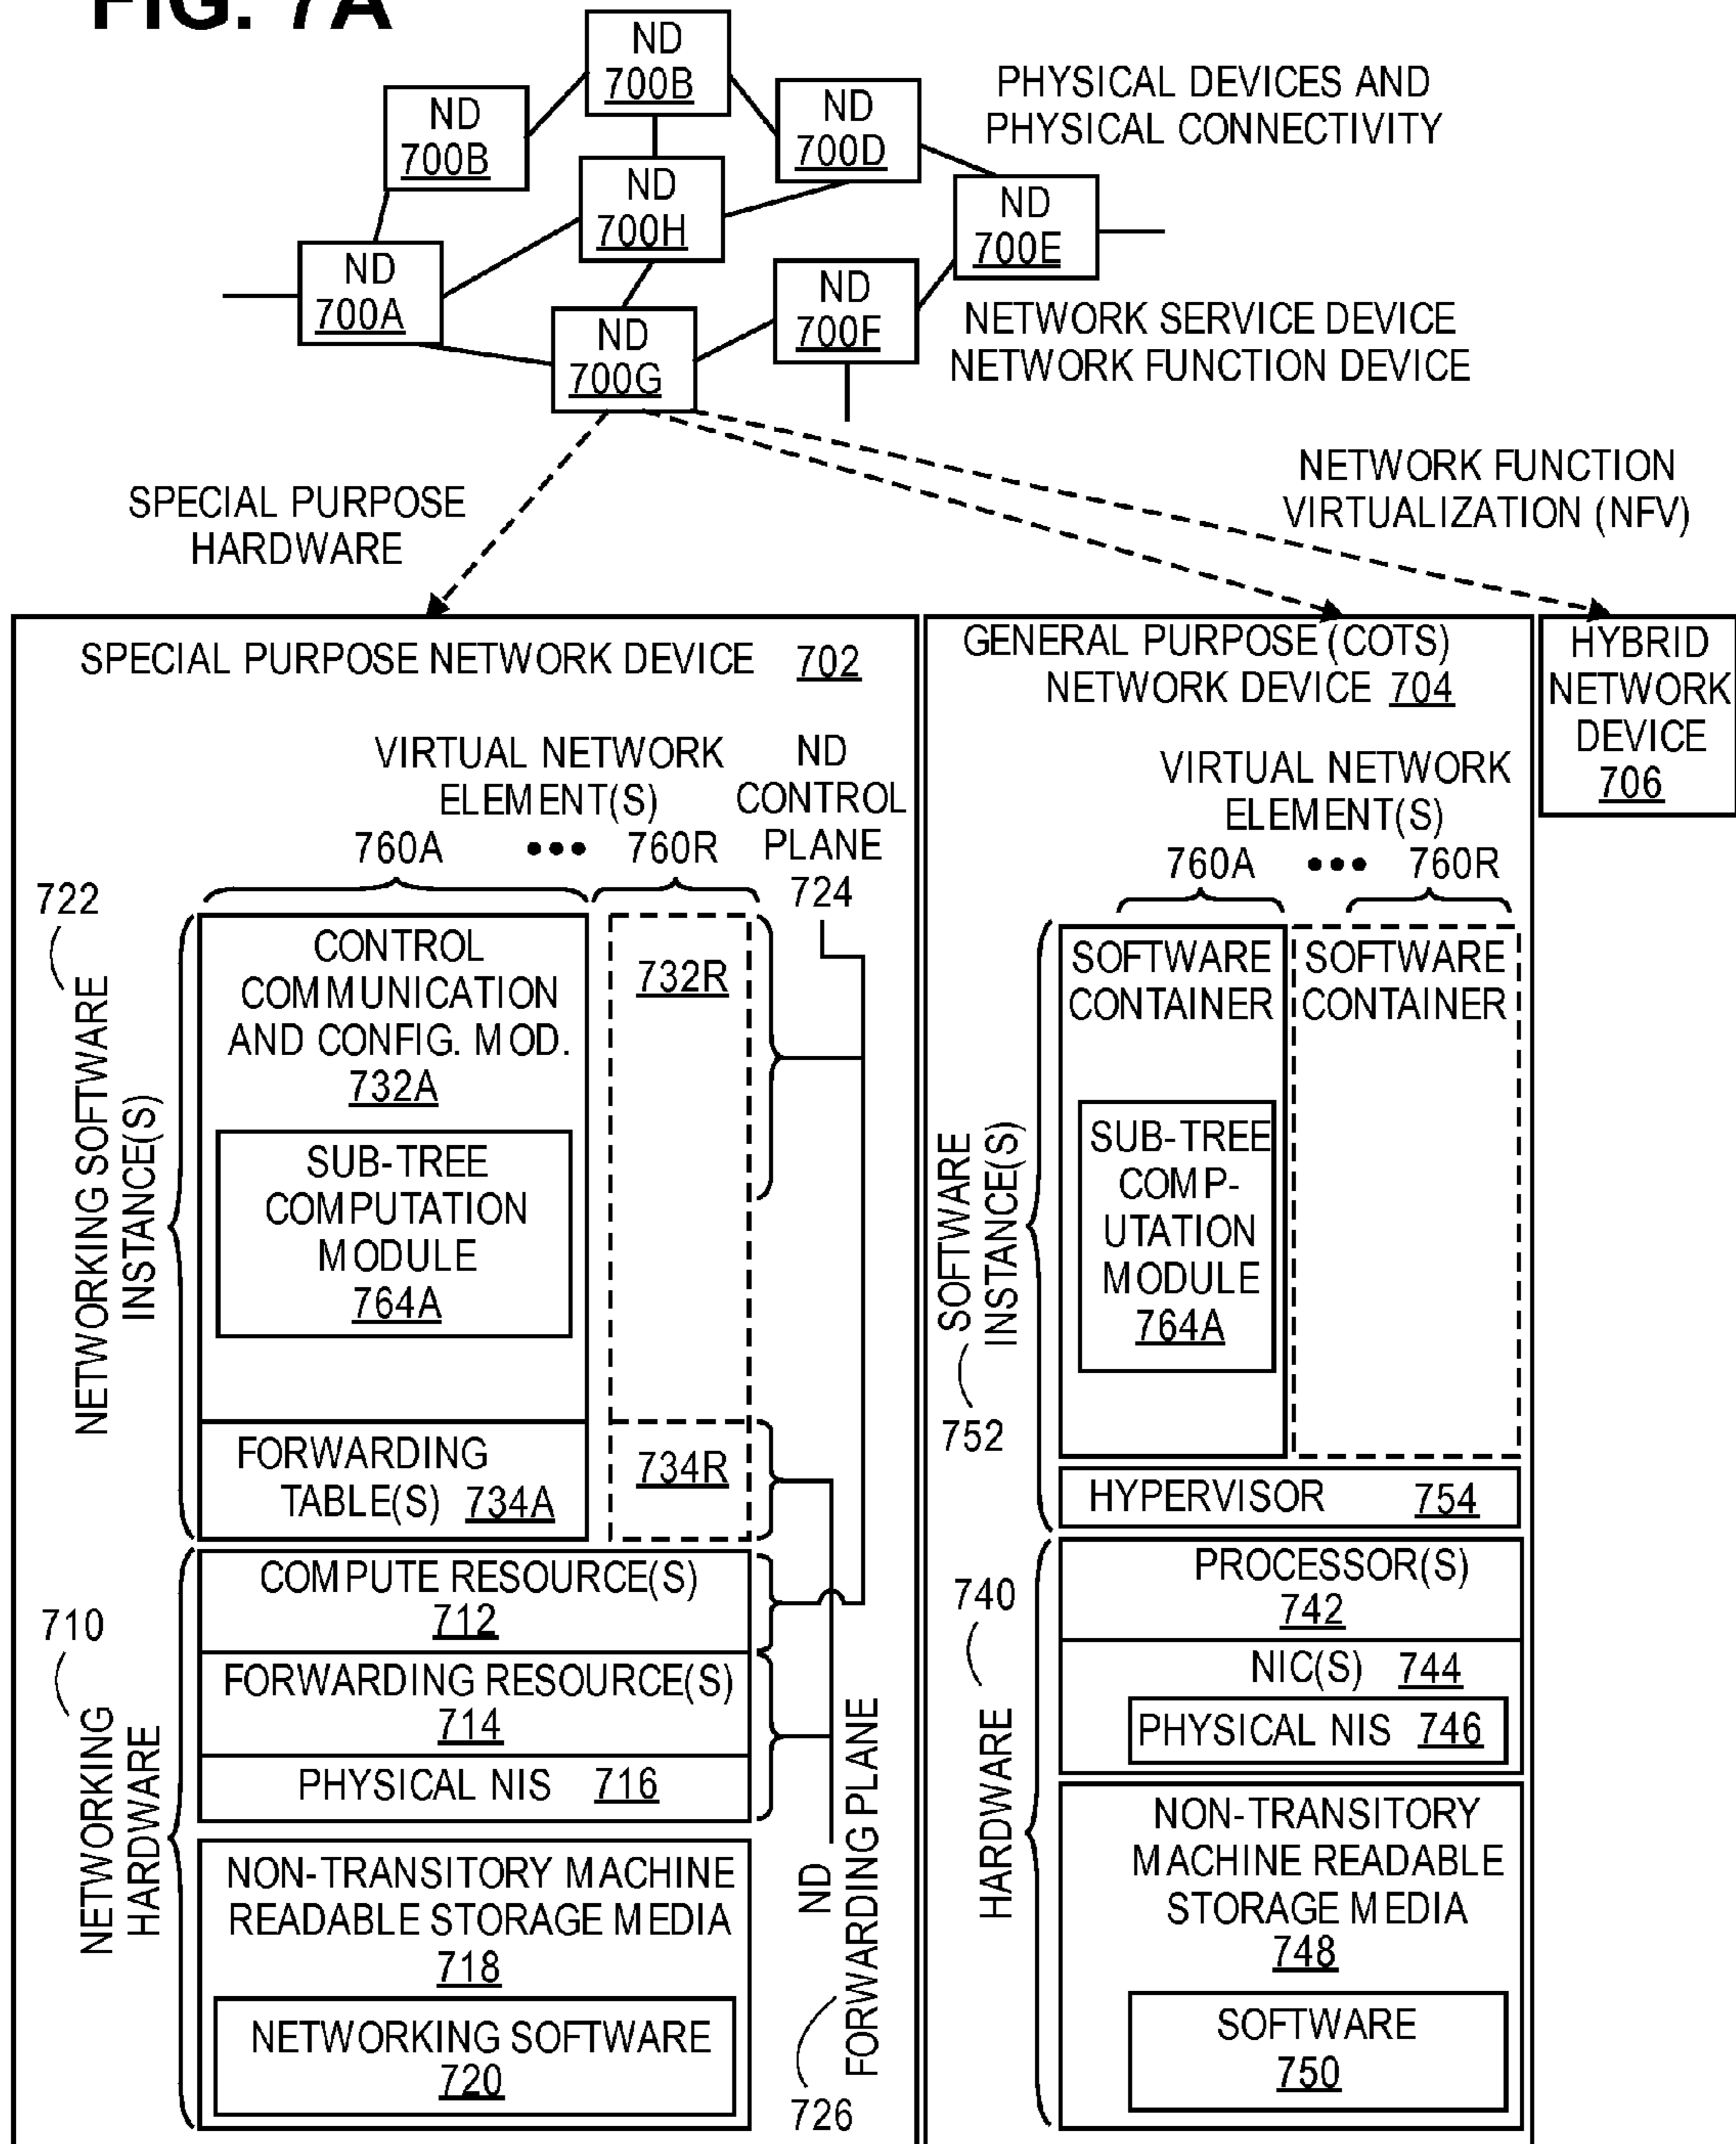 FIG. 7A
ND
700B
ND
700B
ND
700D
PHYSICAL DEVICES AND
PHYSICAL CONNECTIVITY
ND
700H
ND
700E
ND
700A
ND
700F
ND
700G
NETWORK SERVICE DEVICE
NETWORK FUNCTION DEVICE
SPECIAL PURPOSE
HARDWARE
NETWORK FUNCTION
VIRTUALIZATION (NFV)
SPECIAL PURPOSE NETWORK DEVICE 702
VIRTUAL NETWORK
ELEMENT(S)
760A ••• 760R
ND
CONTROL
PLANE
724
722
NETWORKING SOFTWARE
INSTANCE(S)
CONTROL
COMMUNICATION
AND CONFIG. MOD.
732A
732R
SUB-TREE
COMPUTATION
MODULE
764A
FORWARDING
TABLE(S) 734A
734R
710
NETWORKING
HARDWARE
COMPUTE RESOURCE(S)
712
FORWARDING RESOURCE(S)
714
PHYSICAL NIS 716
NON-TRANSITORY MACHINE
READABLE STORAGE MEDIA
718
NETWORKING SOFTWARE
720
ND
FORWARDING PLANE
726
GENERAL PURPOSE (COTS)
NETWORK DEVICE 704
VIRTUAL NETWORK
ELEMENT(S)
760A ••• 760R
SOFTWARE
INSTANCE(S)
752
SOFTWARE
CONTAINER
SOFTWARE
CONTAINER
SUB-TREE
COMP-
UTATION
MODULE
764A
HYPERVISOR 754
740
HARDWARE
PROCESSOR(S)
742
NIC(S) 744
PHYSICAL NIS 746
NON-TRANSITORY
MACHINE READABLE
STORAGE MEDIA
748
SOFTWARE
750
HYBRID
NETWORK
DEVICE
706